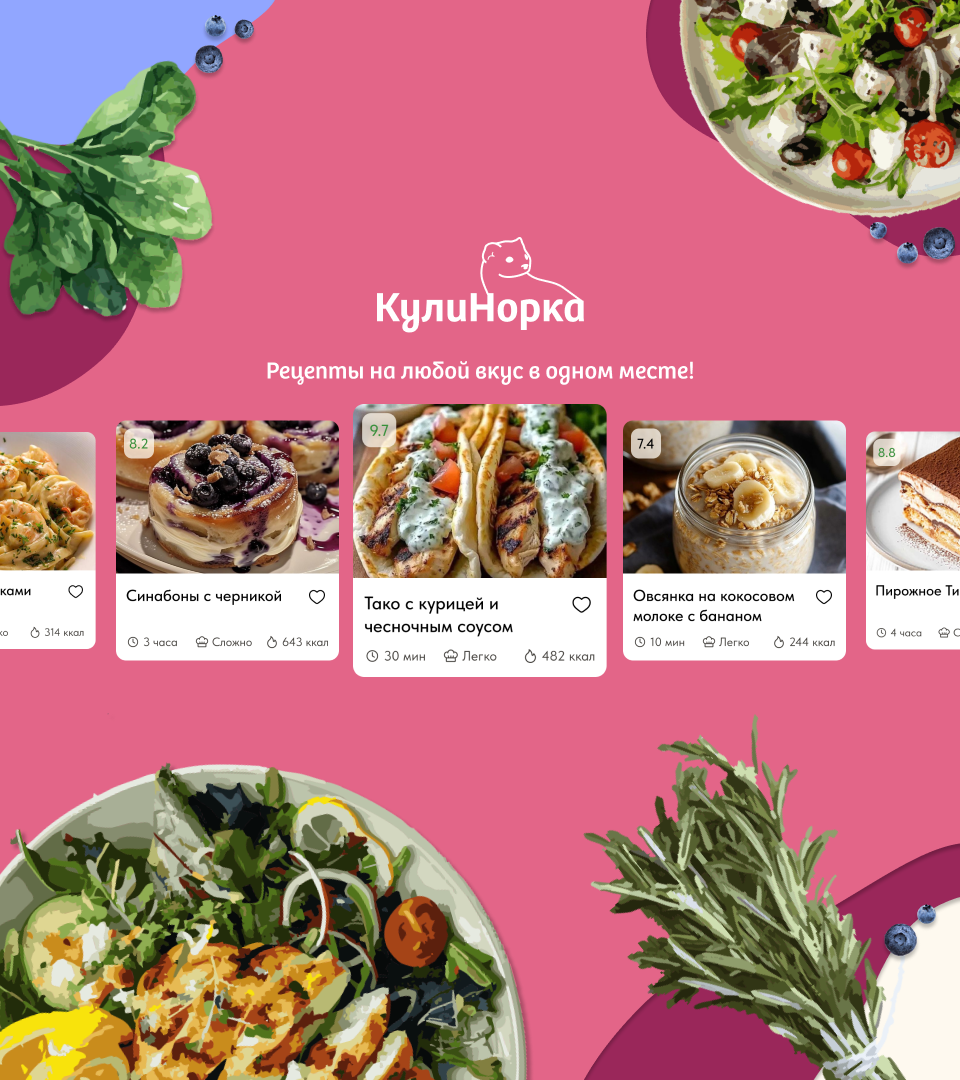 КулиНорка
Рецепты на любой вкус в одном месте!
ками
ко
314 ккал
8.2
Синабоны с черникой
3 часа
Сложно
643 ккал
9.7
Тако с курицей и
чесночным соусом
30 мин
Легко
482 ккал
7.4
Овсянка на кокосовом
молоке с бананом
10 мин
Легко
244 ккал
8.8
Пирожное Ти
4 часа
С